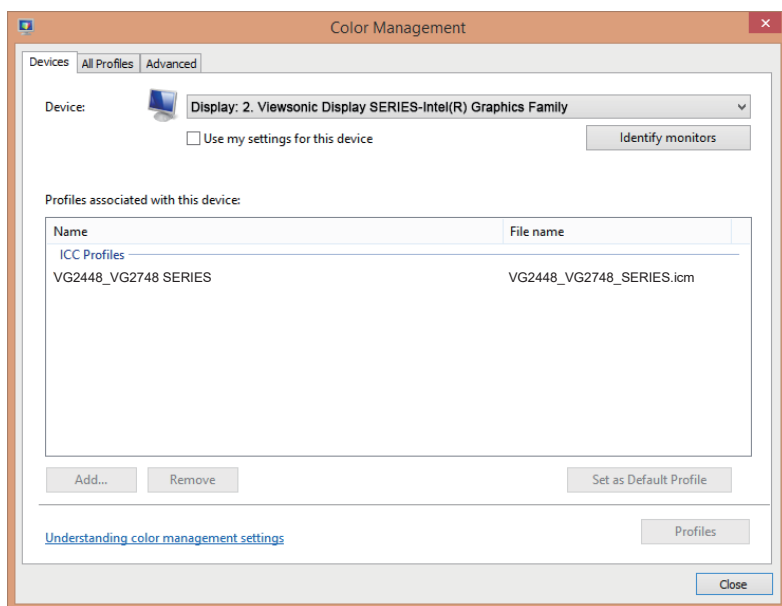 Color Management
Devices All Profiles Advanced
Device: Display: 2. Viewsonic Display SERIES-Intel(R) Graphics Family
Use my settings for this device Identify monitors
Profiles associated with this device:
Name File name
ICC Profiles
VG2448_VG2748 SERIES VG2448_VG2748_SERIES.icm
Add... Remove Set as Default Profile
Understanding color management settings Profiles
Close